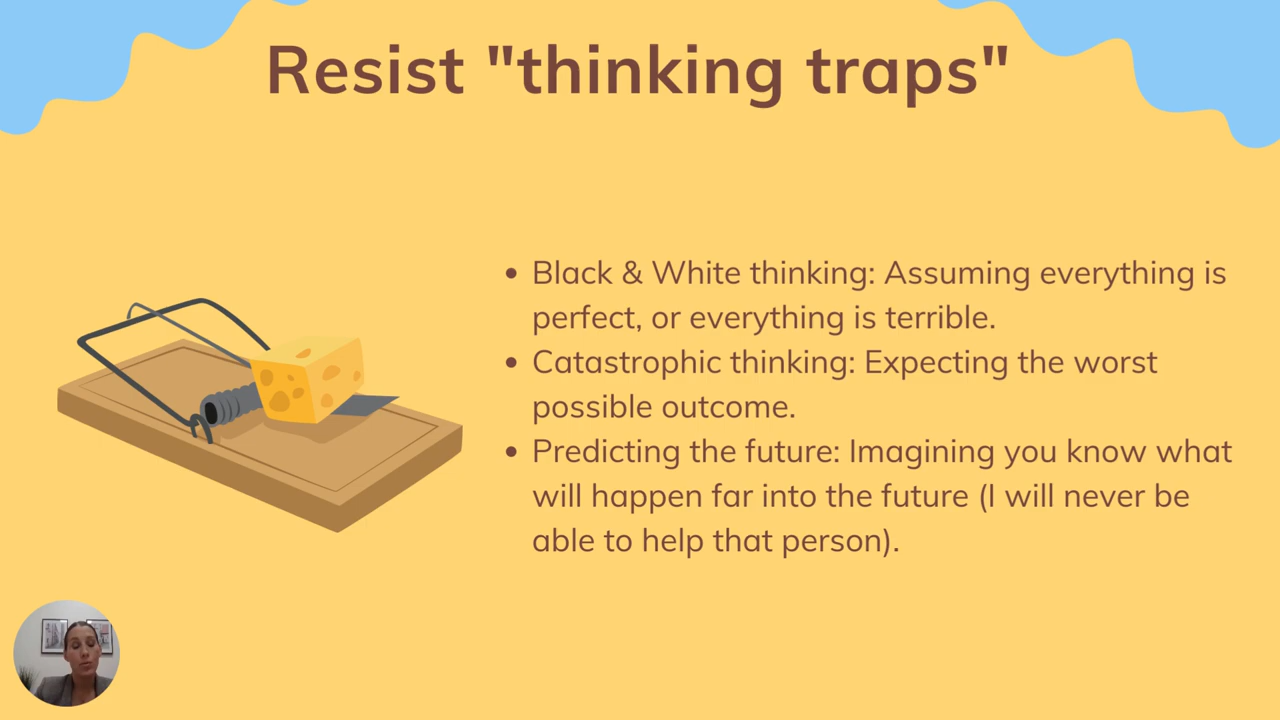 Resist "thinking traps"
• Black & White thinking: Assuming everything is
perfect, or everything is terrible.
• Catastrophic thinking: Expecting the worst
possible outcome.
• Predicting the future: Imagining you know what
will happen far into the future (I will never be
able to help that person).